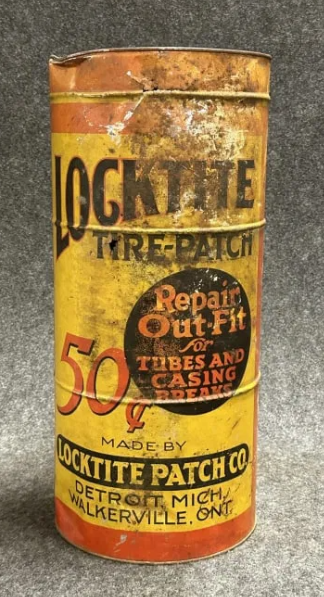 LOCKTITE
TIRE-PATCH
Repair
Out-Fit
for
TUBES AND
CASING
BREAKS
50¢
MADE BY
LOCKTITE PATCH CO.
DETROIT, MICH.
WALKERVILLE, ONT.